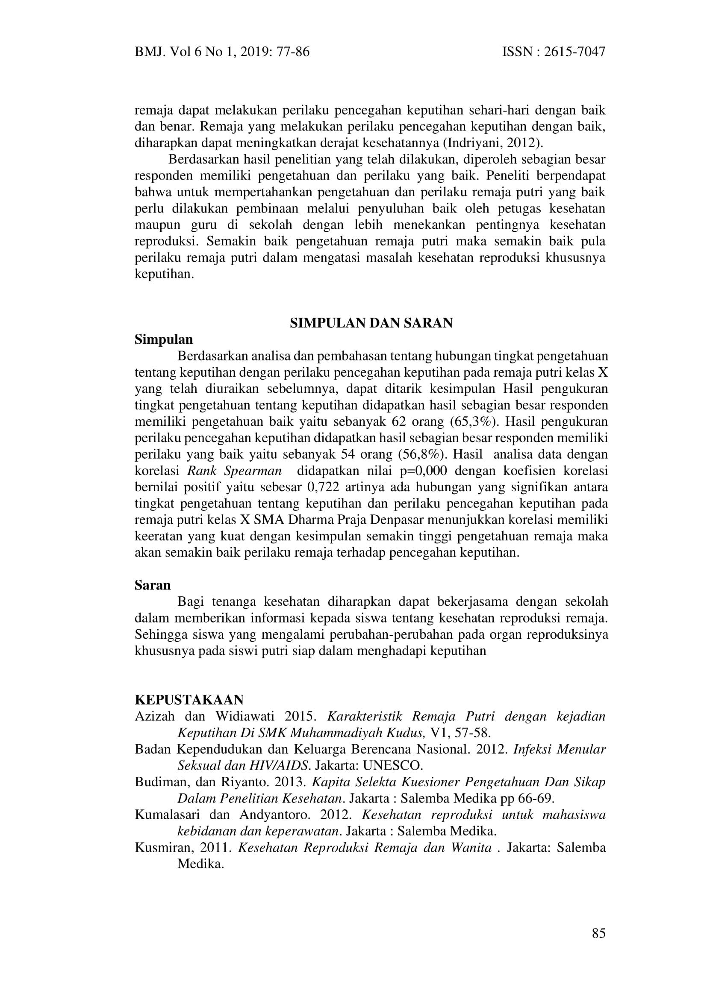 BMJ. Vol 6 No 1, 2019: 77-86 ISSN : 2615-7047
remaja dapat melakukan perilaku pencegahan keputihan sehari-hari dengan baik
dan benar. Remaja yang melakukan perilaku pencegahan keputihan dengan baik,
diharapkan dapat meningkatkan derajat kesehatannya (Indriyani, 2012).
Berdasarkan hasil penelitian yang telah dilakukan, diperoleh sebagian besar
responden memiliki pengetahuan dan perilaku yang baik. Peneliti berpendapat
bahwa untuk mempertahankan pengetahuan dan perilaku remaja putri yang baik
perlu dilakukan pembinaan melalui penyuluhan baik oleh petugas kesehatan
maupun guru di sekolah dengan lebih menekankan pentingnya kesehatan
reproduksi. Semakin baik pengetahuan remaja putri maka semakin baik pula
perilaku remaja putri dalam mengatasi masalah kesehatan reproduksi khususnya
keputihan.
SIMPULAN DAN SARAN
Simpulan
Berdasarkan analisa dan pembahasan tentang hubungan tingkat pengetahuan
tentang keputihan dengan perilaku pencegahan keputihan pada remaja putri kelas X
yang telah diuraikan sebelumnya, dapat ditarik kesimpulan Hasil pengukuran
tingkat pengetahuan tentang keputihan didapatkan hasil sebagian besar responden
memiliki pengetahuan baik yaitu sebanyak 62 orang (65,3%). Hasil pengukuran
perilaku pencegahan keputihan didapatkan hasil sebagian besar responden memiliki
perilaku yang baik yaitu sebanyak 54 orang (56,8%). Hasil analisa data dengan
korelasi Rank Spearman didapatkan nilai p=0,000 dengan koefisien korelasi
bernilai positif yaitu sebesar 0,722 artinya ada hubungan yang signifikan antara
tingkat pengetahuan tentang keputihan dan perilaku pencegahan keputihan pada
remaja putri kelas X SMA Dharma Praja Denpasar menunjukkan korelasi memiliki
keeratan yang kuat dengan kesimpulan semakin tinggi pengetahuan remaja maka
akan semakin baik perilaku remaja terhadap pencegahan keputihan.
Saran
Bagi tenanga kesehatan diharapkan dapat bekerjasama dengan sekolah
dalam memberikan informasi kepada siswa tentang kesehatan reproduksi remaja.
Sehingga siswa yang mengalami perubahan-perubahan pada organ reproduksinya
khususnya pada siswi putri siap dalam menghadapi keputihan
KEPUSTAKAAN
Azizah dan Widiawati 2015. Karakteristik Remaja Putri dengan kejadian
Keputihan Di SMK Muhammadiyah Kudus, V1, 57-58.
Badan Kependudukan dan Keluarga Berencana Nasional. 2012. Infeksi Menular
Seksual dan HIV/AIDS. Jakarta: UNESCO.
Budiman, dan Riyanto. 2013. Kapita Selekta Kuesioner Pengetahuan Dan Sikap
Dalam Penelitian Kesehatan. Jakarta : Salemba Medika pp 66-69.
Kumalasari dan Andyantoro. 2012. Kesehatan reproduksi untuk mahasiswa
kebidanan dan keperawatan. Jakarta : Salemba Medika.
Kusmiran, 2011. Kesehatan Reproduksi Remaja dan Wanita . Jakarta: Salemba
Medika.
85